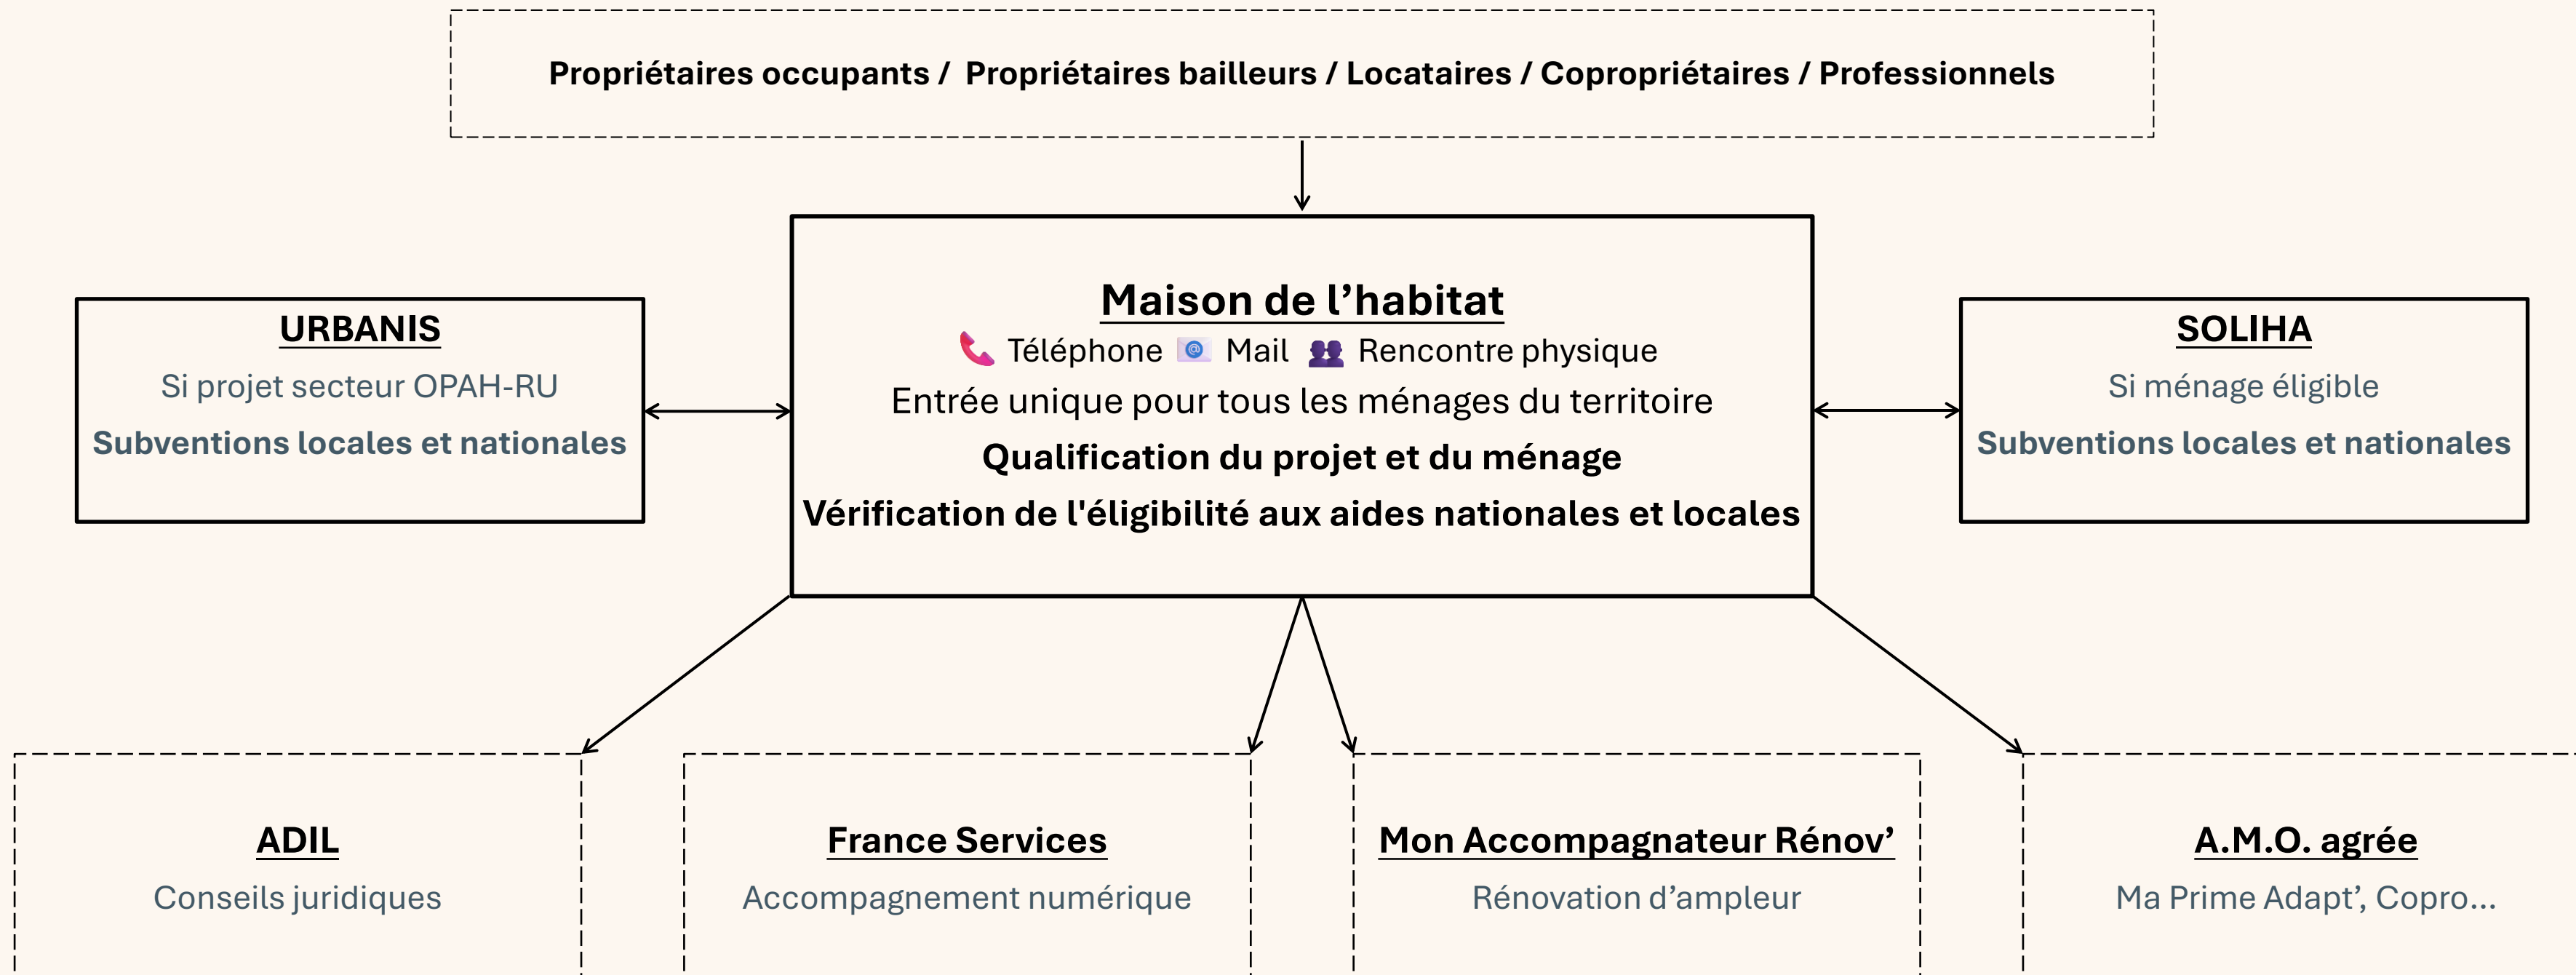 Propriétaires occupants /  Propriétaires bailleurs / Locataires / Copropriétaires / Professionnels
Maison de l’habitat
📞 Téléphone 📧 Mail 👥 Rencontre physique
Entrée unique pour tous les ménages du territoire
Qualification du projet et du ménage
Vérification de l'éligibilité aux aides nationales et locales
URBANIS
Si projet secteur OPAH-RU
Subventions locales et nationales
SOLIHA
Si ménage éligible
Subventions locales et nationales
ADIL
Conseils juridiques
France Services
Accompagnement numérique
Mon Accompagnateur Rénov’
Rénovation d’ampleur
A.M.O. agrée
Ma Prime Adapt’, Copro…